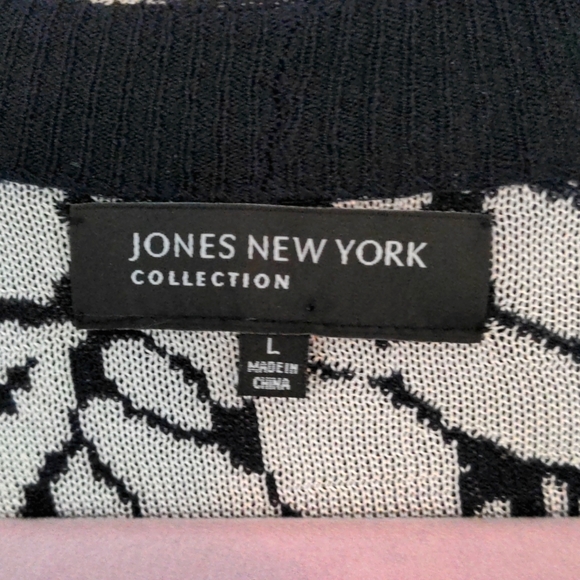 JONES NEW YORK
COLLECTION
L
MADE IN
CHINA